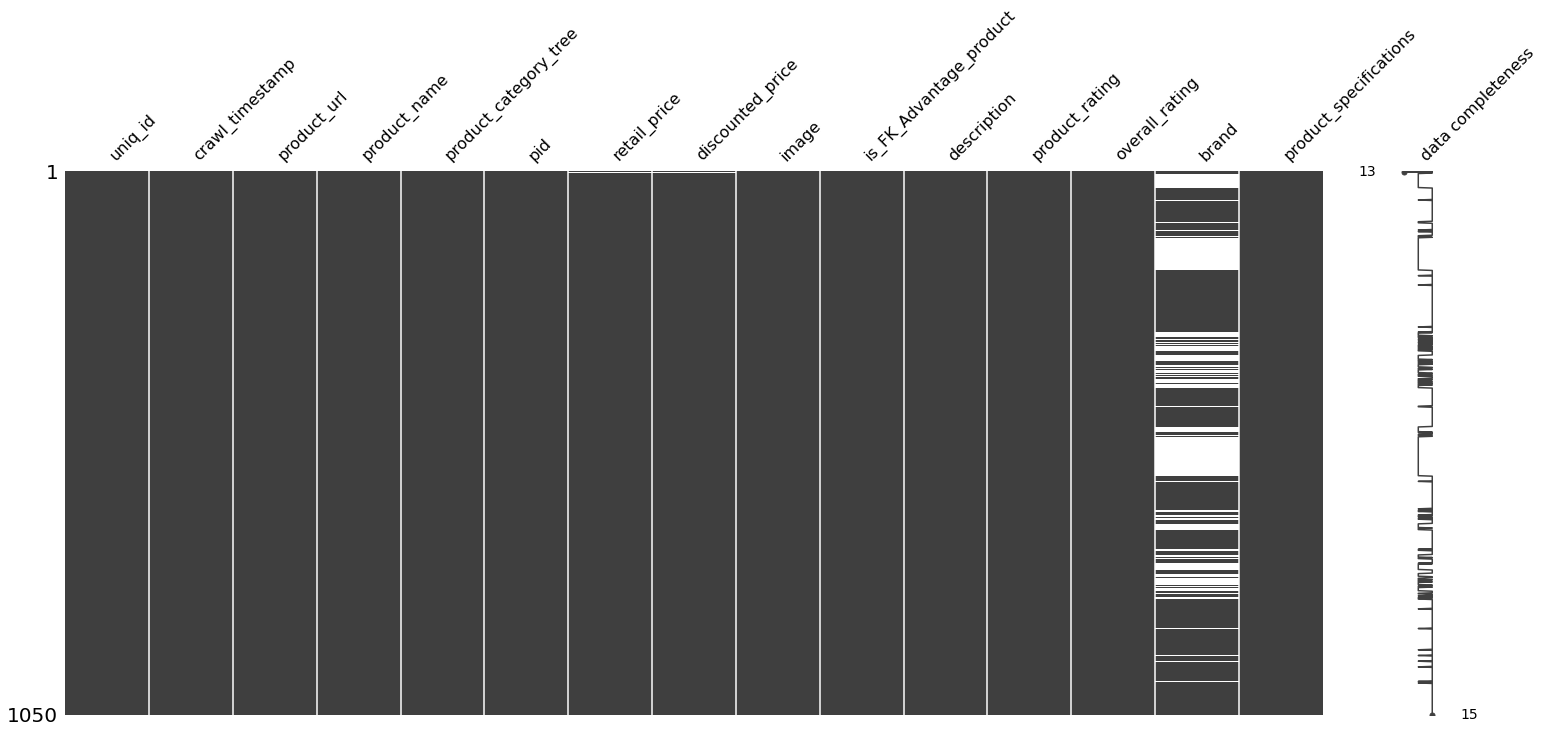 uniq_id
crawl_timestamp
product_url
product_name
product_category_tree
pid
retail_price
discounted_price
image
is_FK_Advantage_product
description
product_rating
overall_rating
brand
product_specifications
data completeness
1
13
1050
15